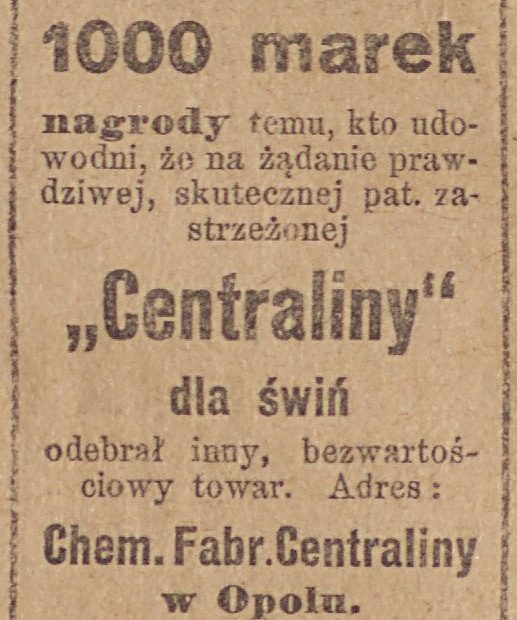 1000 marek
nagrody temu, kto udo-
wodni, że na żądanie praw-
dziwej, skutecznej pat. za-
strzeżonej
„Centraliny“
dla świń
odebrał inny, bezwartoś-
ciowy towar. Adres:
Chem. Fabr. Centraliny
w Opolu.